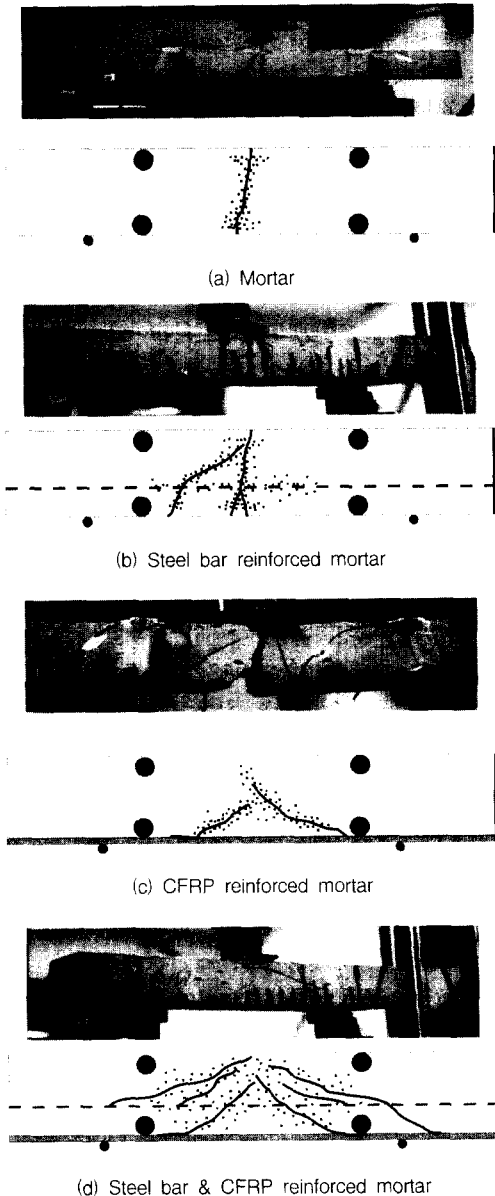 (a) Mortar
(b) Steel bar reinforced mortar
(c) CFRP reinforced mortar
(d) Steel bar & CFRP reinforced mortar